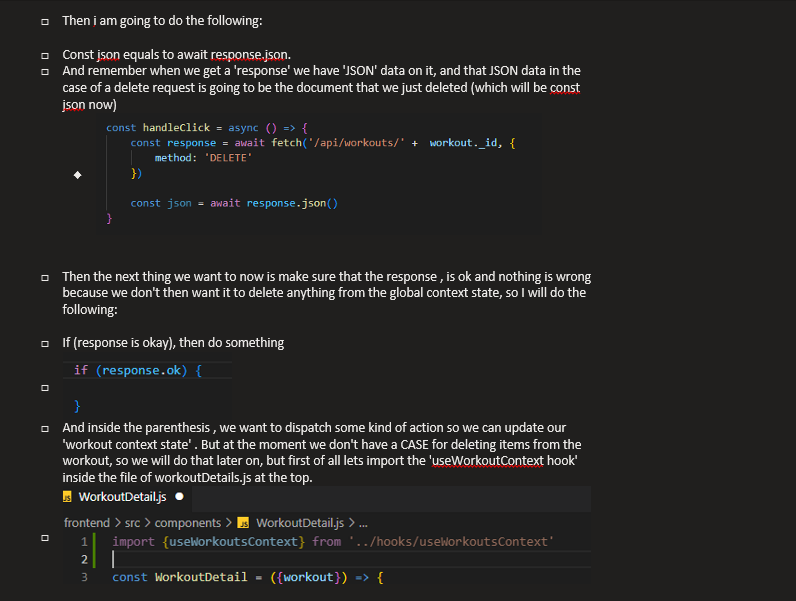 Then i am going to do the following:
Const json equals to await response.json.
And remember when we get a 'response' we have 'JSON' data on it, and that JSON data in the
case of a delete request is going to be the document that we just deleted (which will be const
json now)
const handleClick = async () => {
const response = await fetch('/api/workouts/' + workout._id, {
method: 'DELETE'
})
const json = await response.json()
}
Then the next thing we want to now is make sure that the response , is ok and nothing is wrong
because we don't then want it to delete anything from the global context state, so I will do the
following:
If (response is okay), then do something
if (response.ok) {
}
And inside the parenthesis , we want to dispatch some kind of action so we can update our
'workout context state' . But at the moment we don't have a CASE for deleting items from the
workout, so we will do that later on, but first of all lets import the 'useWorkoutContext hook'
inside the file of workoutDetails.js at the top.
JS WorkoutDetail.js
frontend > src > components > JS WorkoutDetail.js > ...
1 import {useWorkoutsContext} from '../hooks/useWorkoutsContext'
2
3 const WorkoutDetail = ({workout}) => {